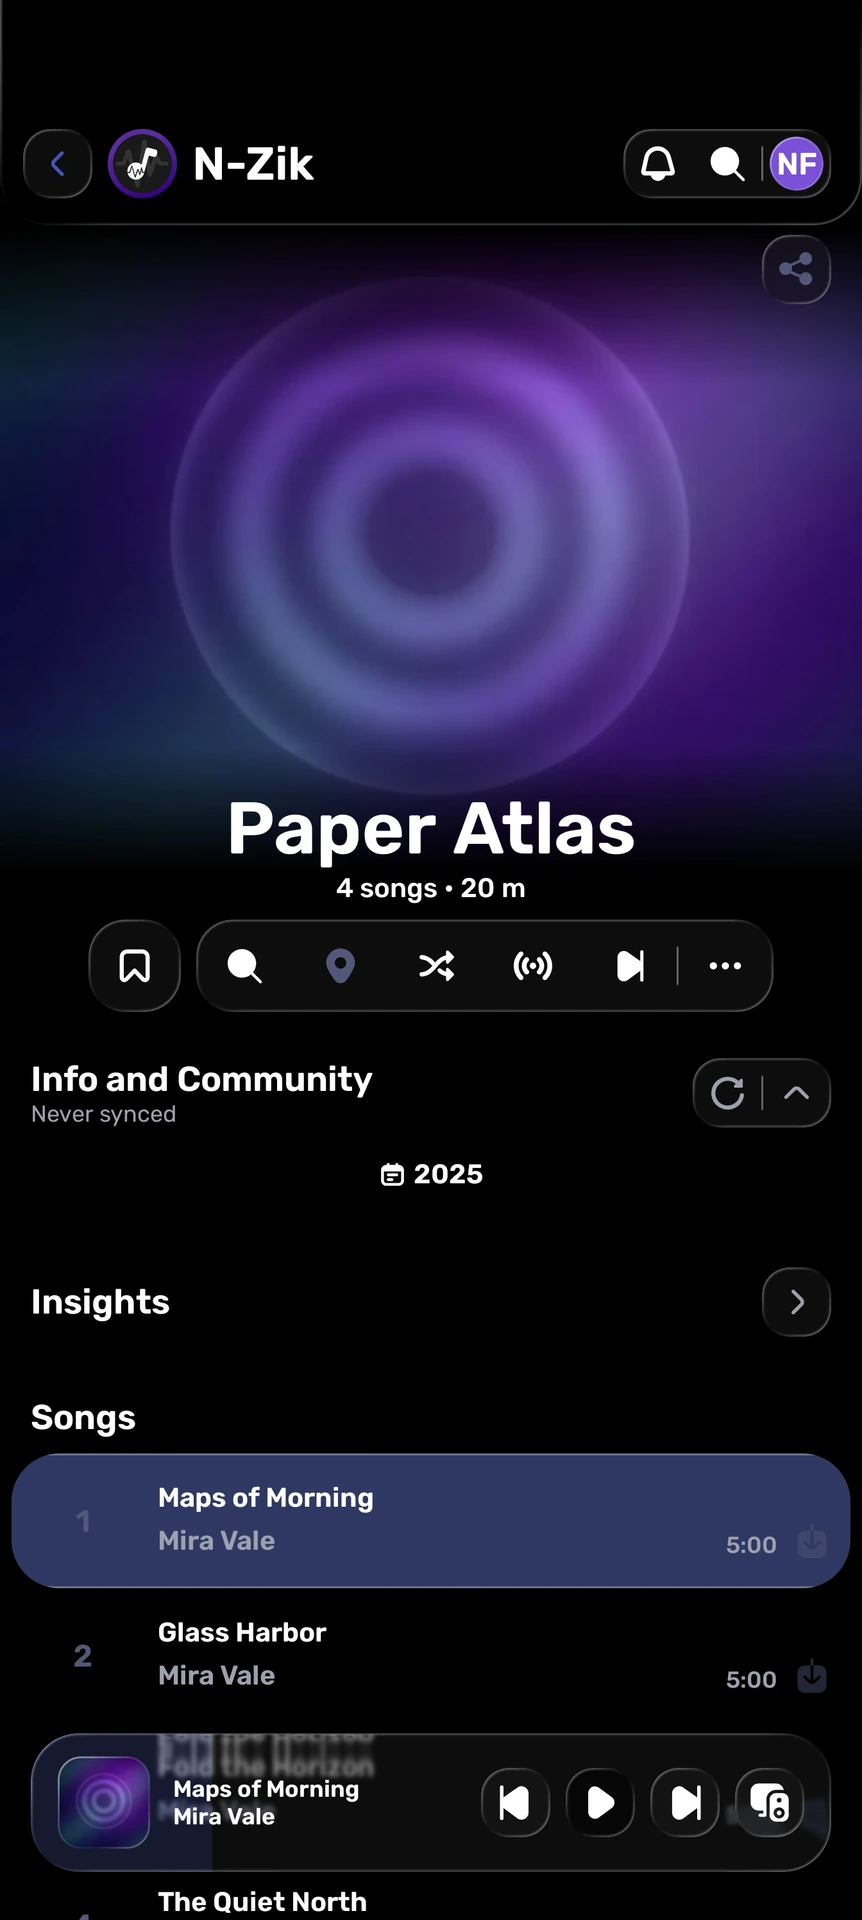 N-Zik
NF
Paper Atlas
4 songs • 20 m
Info and Community
Never synced
2025
Insights
Songs
1
Maps of Morning
Mira Vale
5:00
2
Glass Harbor
Mira Vale
5:00
Fold the Horizon
Maps of Morning
Mira Vale
The Quiet North